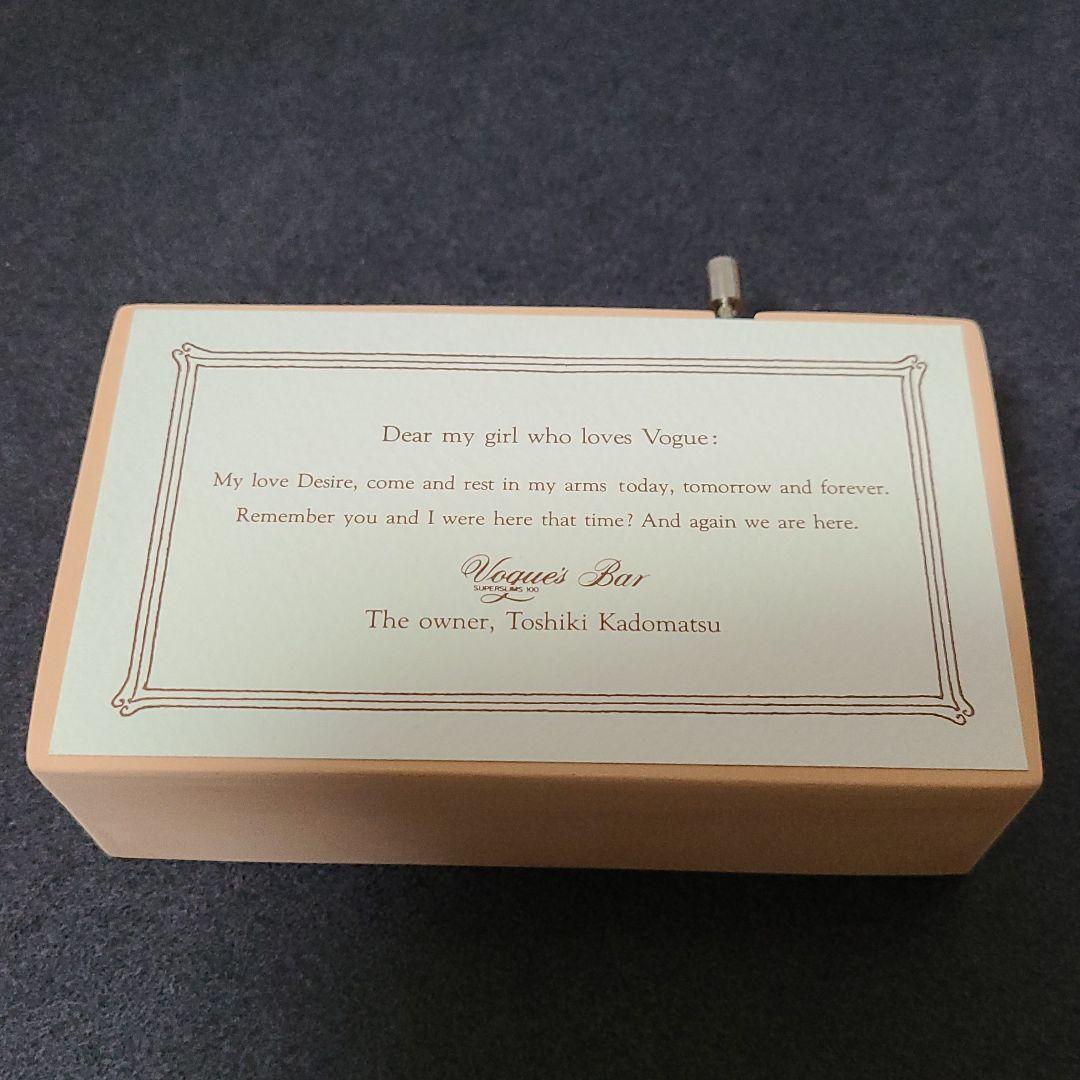 Dear my girl who loves Vogue:
My love Desire, come and rest in my arms today, tomorrow and forever.
Remember you and I were here that time? And again we are here.
Vogue's Bar
SUPERSLIMS 100
The owner, Toshiki Kadomatsu